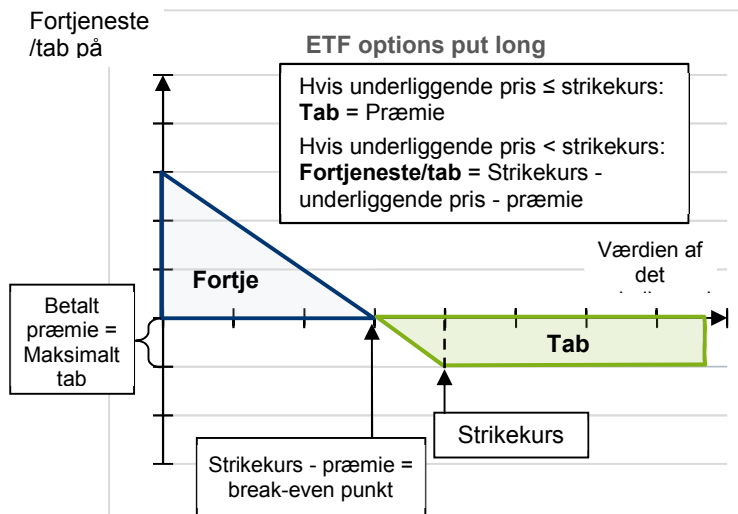 Fortjeneste
/tab på
ETF options put long
Hvis underliggende pris ≤ strikekurs:
Tab = Præmie
Hvis underliggende pris < strikekurs:
Fortjeneste/tab = Strikekurs -
underliggende pris - præmie
Værdien af
det
Fortje
Betalt
præmie =
Maksimalt
tab
Tab
Strikekurs
Strikekurs - præmie =
break-even punkt